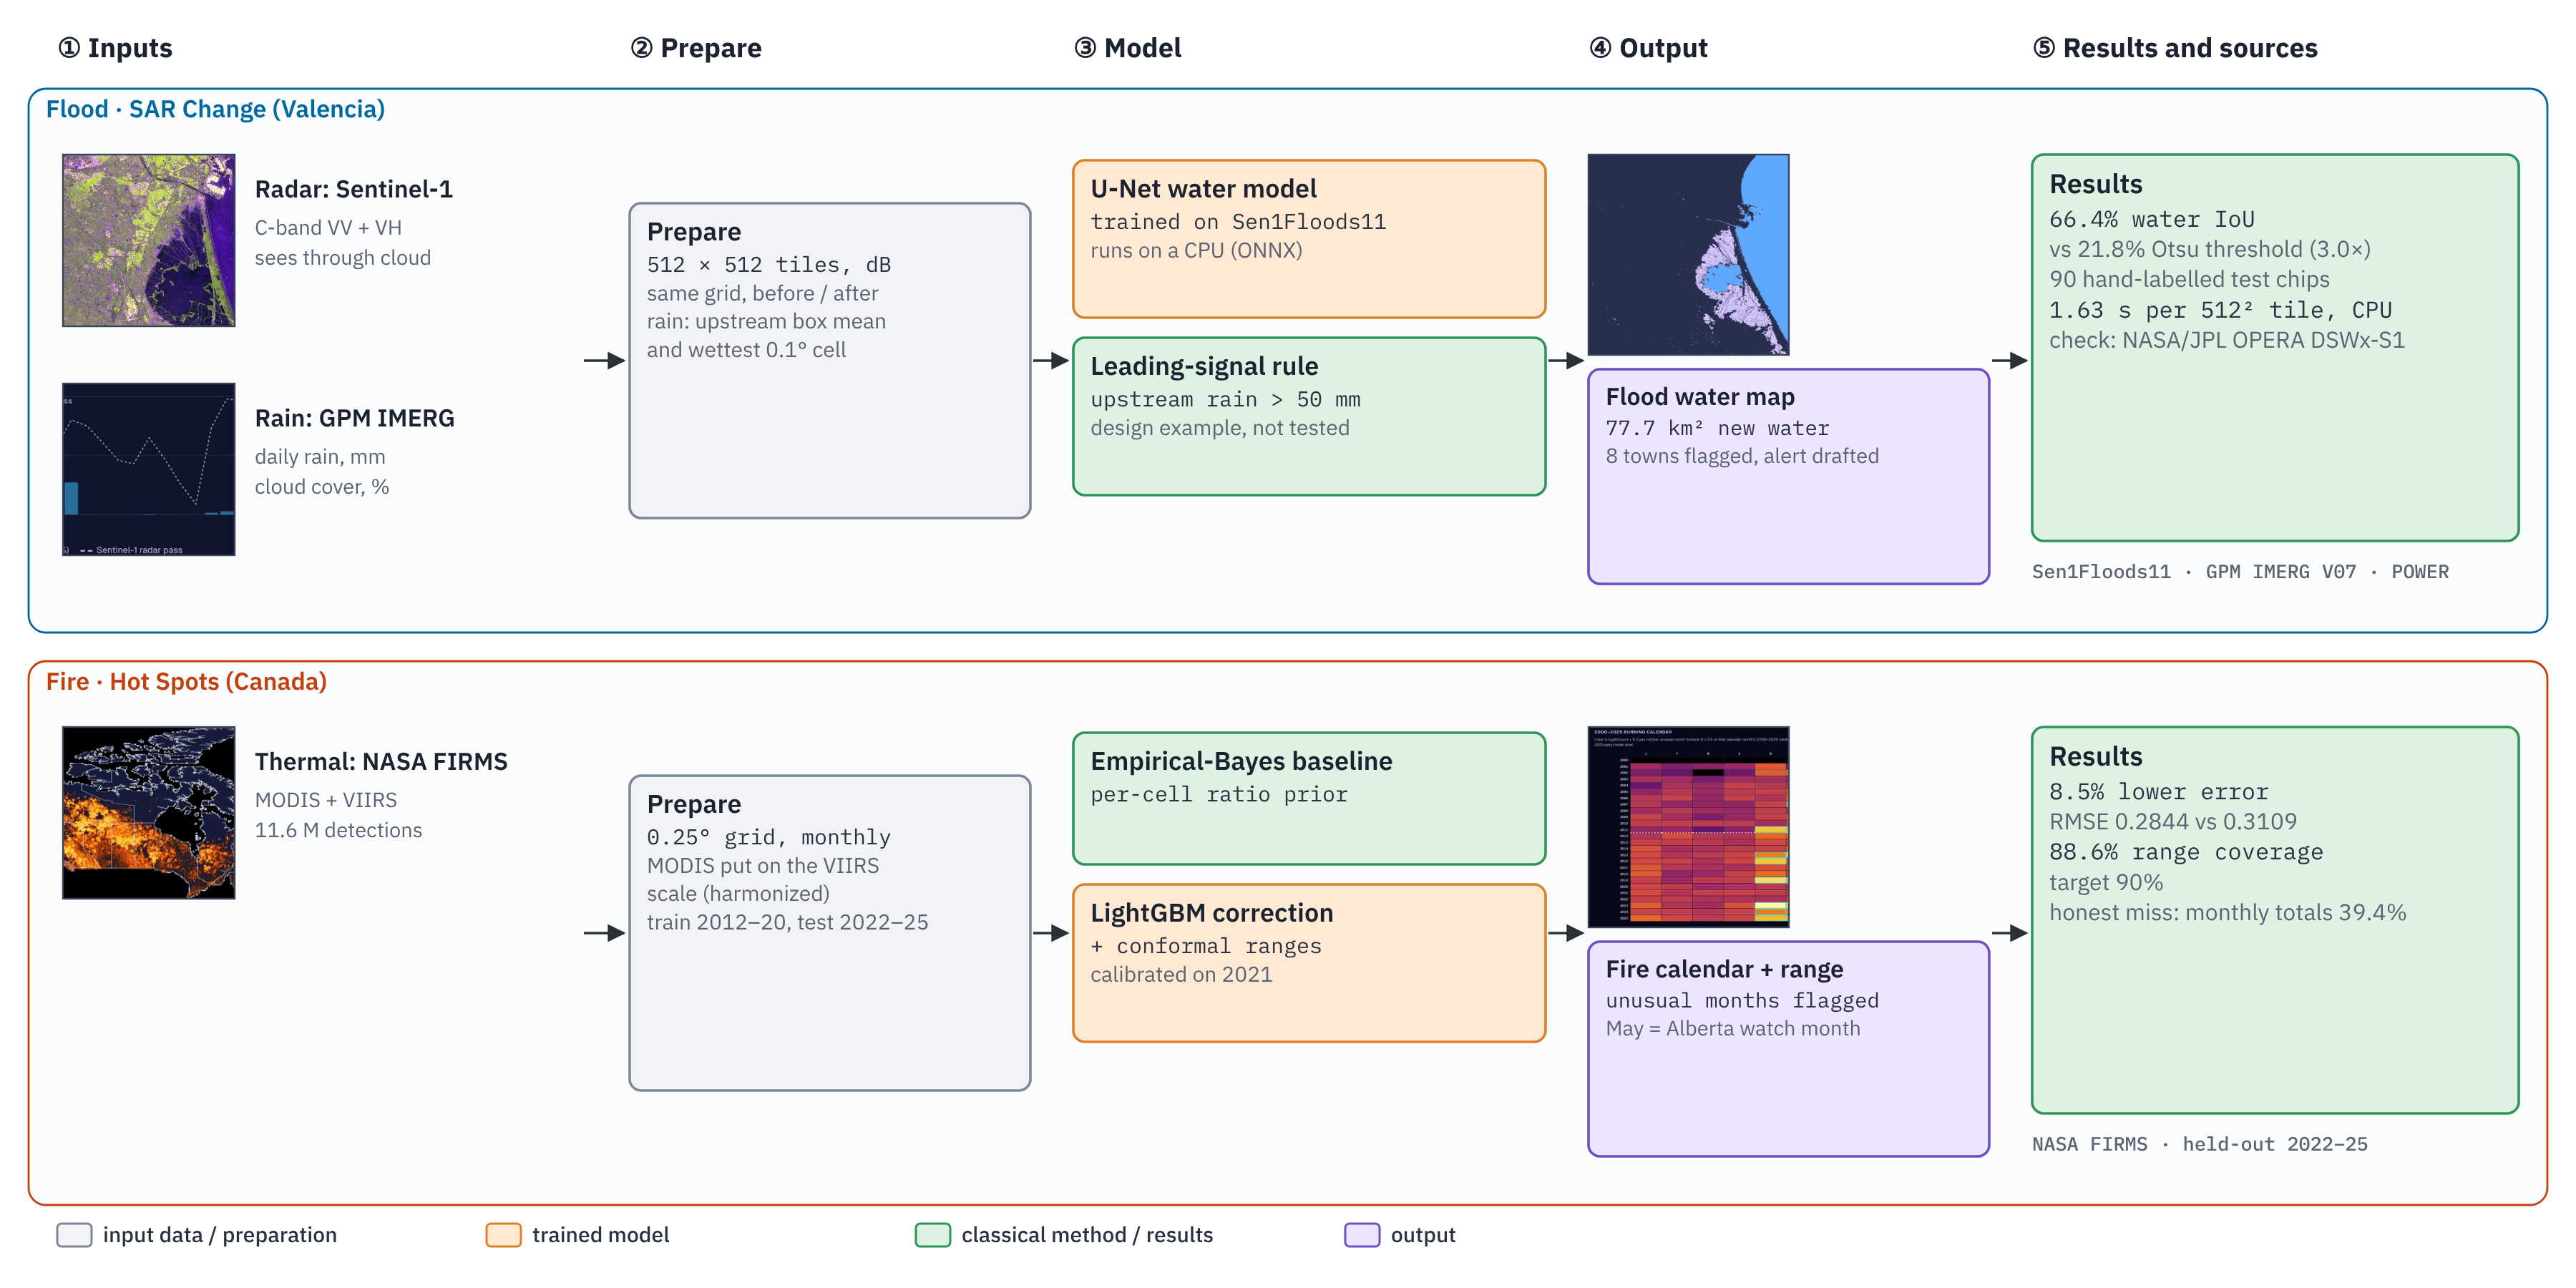 ① Inputs
② Prepare
③ Model
④ Output
⑤ Results and sources
Flood · SAR Change (Valencia)
Radar: Sentinel-1
C-band VV + VH
sees through cloud
Rain: GPM IMERG
daily rain, mm
cloud cover, %
Sentinel-1 radar pass
Prepare
512 × 512 tiles, dB
same grid, before / after
rain: upstream box mean
and wettest 0.1° cell
U-Net water model
trained on Sen1Floods11
runs on a CPU (ONNX)
Leading-signal rule
upstream rain > 50 mm
design example, not tested
Flood water map
77.7 km² new water
8 towns flagged, alert drafted
Results
66.4% water IoU
vs 21.8% Otsu threshold (3.0×)
90 hand-labelled test chips
1.63 s per 512² tile, CPU
check: NASA/JPL OPERA DSWx-S1
Sen1Floods11 · GPM IMERG V07 · POWER
Fire · Hot Spots (Canada)
Thermal: NASA FIRMS
MODIS + VIIRS
11.6 M detections
Prepare
0.25° grid, monthly
MODIS put on the VIIRS
scale (harmonized)
train 2012–20, test 2022–25
Empirical-Bayes baseline
per-cell ratio prior
LightGBM correction
+ conformal ranges
calibrated on 2021
2000–2025 BURNING CALENDAR
Fire calendar + range
unusual months flagged
May = Alberta watch month
Results
8.5% lower error
RMSE 0.2844 vs 0.3109
88.6% range coverage
target 90%
honest miss: monthly totals 39.4%
NASA FIRMS · held-out 2022–25
input data / preparation
trained model
classical method / results
output